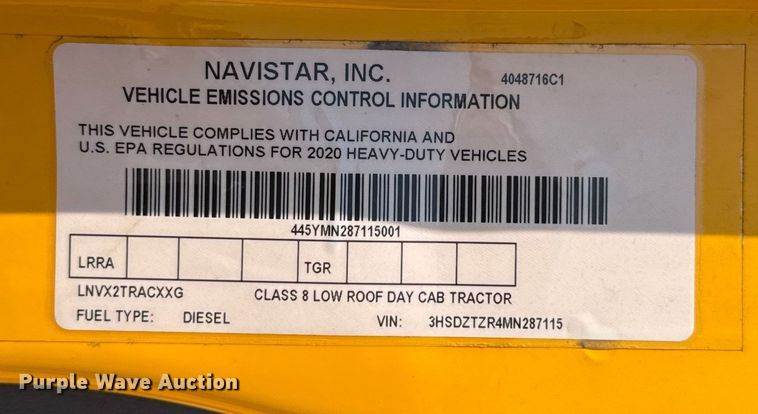 NAVISTAR, INC. 4048716C1
VEHICLE EMISSIONS CONTROL INFORMATION
THIS VEHICLE COMPLIES WITH CALIFORNIA AND
U.S. EPA REGULATIONS FOR 2020 HEAVY-DUTY VEHICLES
445YMN287115001
LRRA TGR
LNVX2TRACXXG CLASS 8 LOW ROOF DAY CAB TRACTOR
FUEL TYPE: DIESEL VIN: 3HSDZTZR4MN287115
Purple Wave Auction